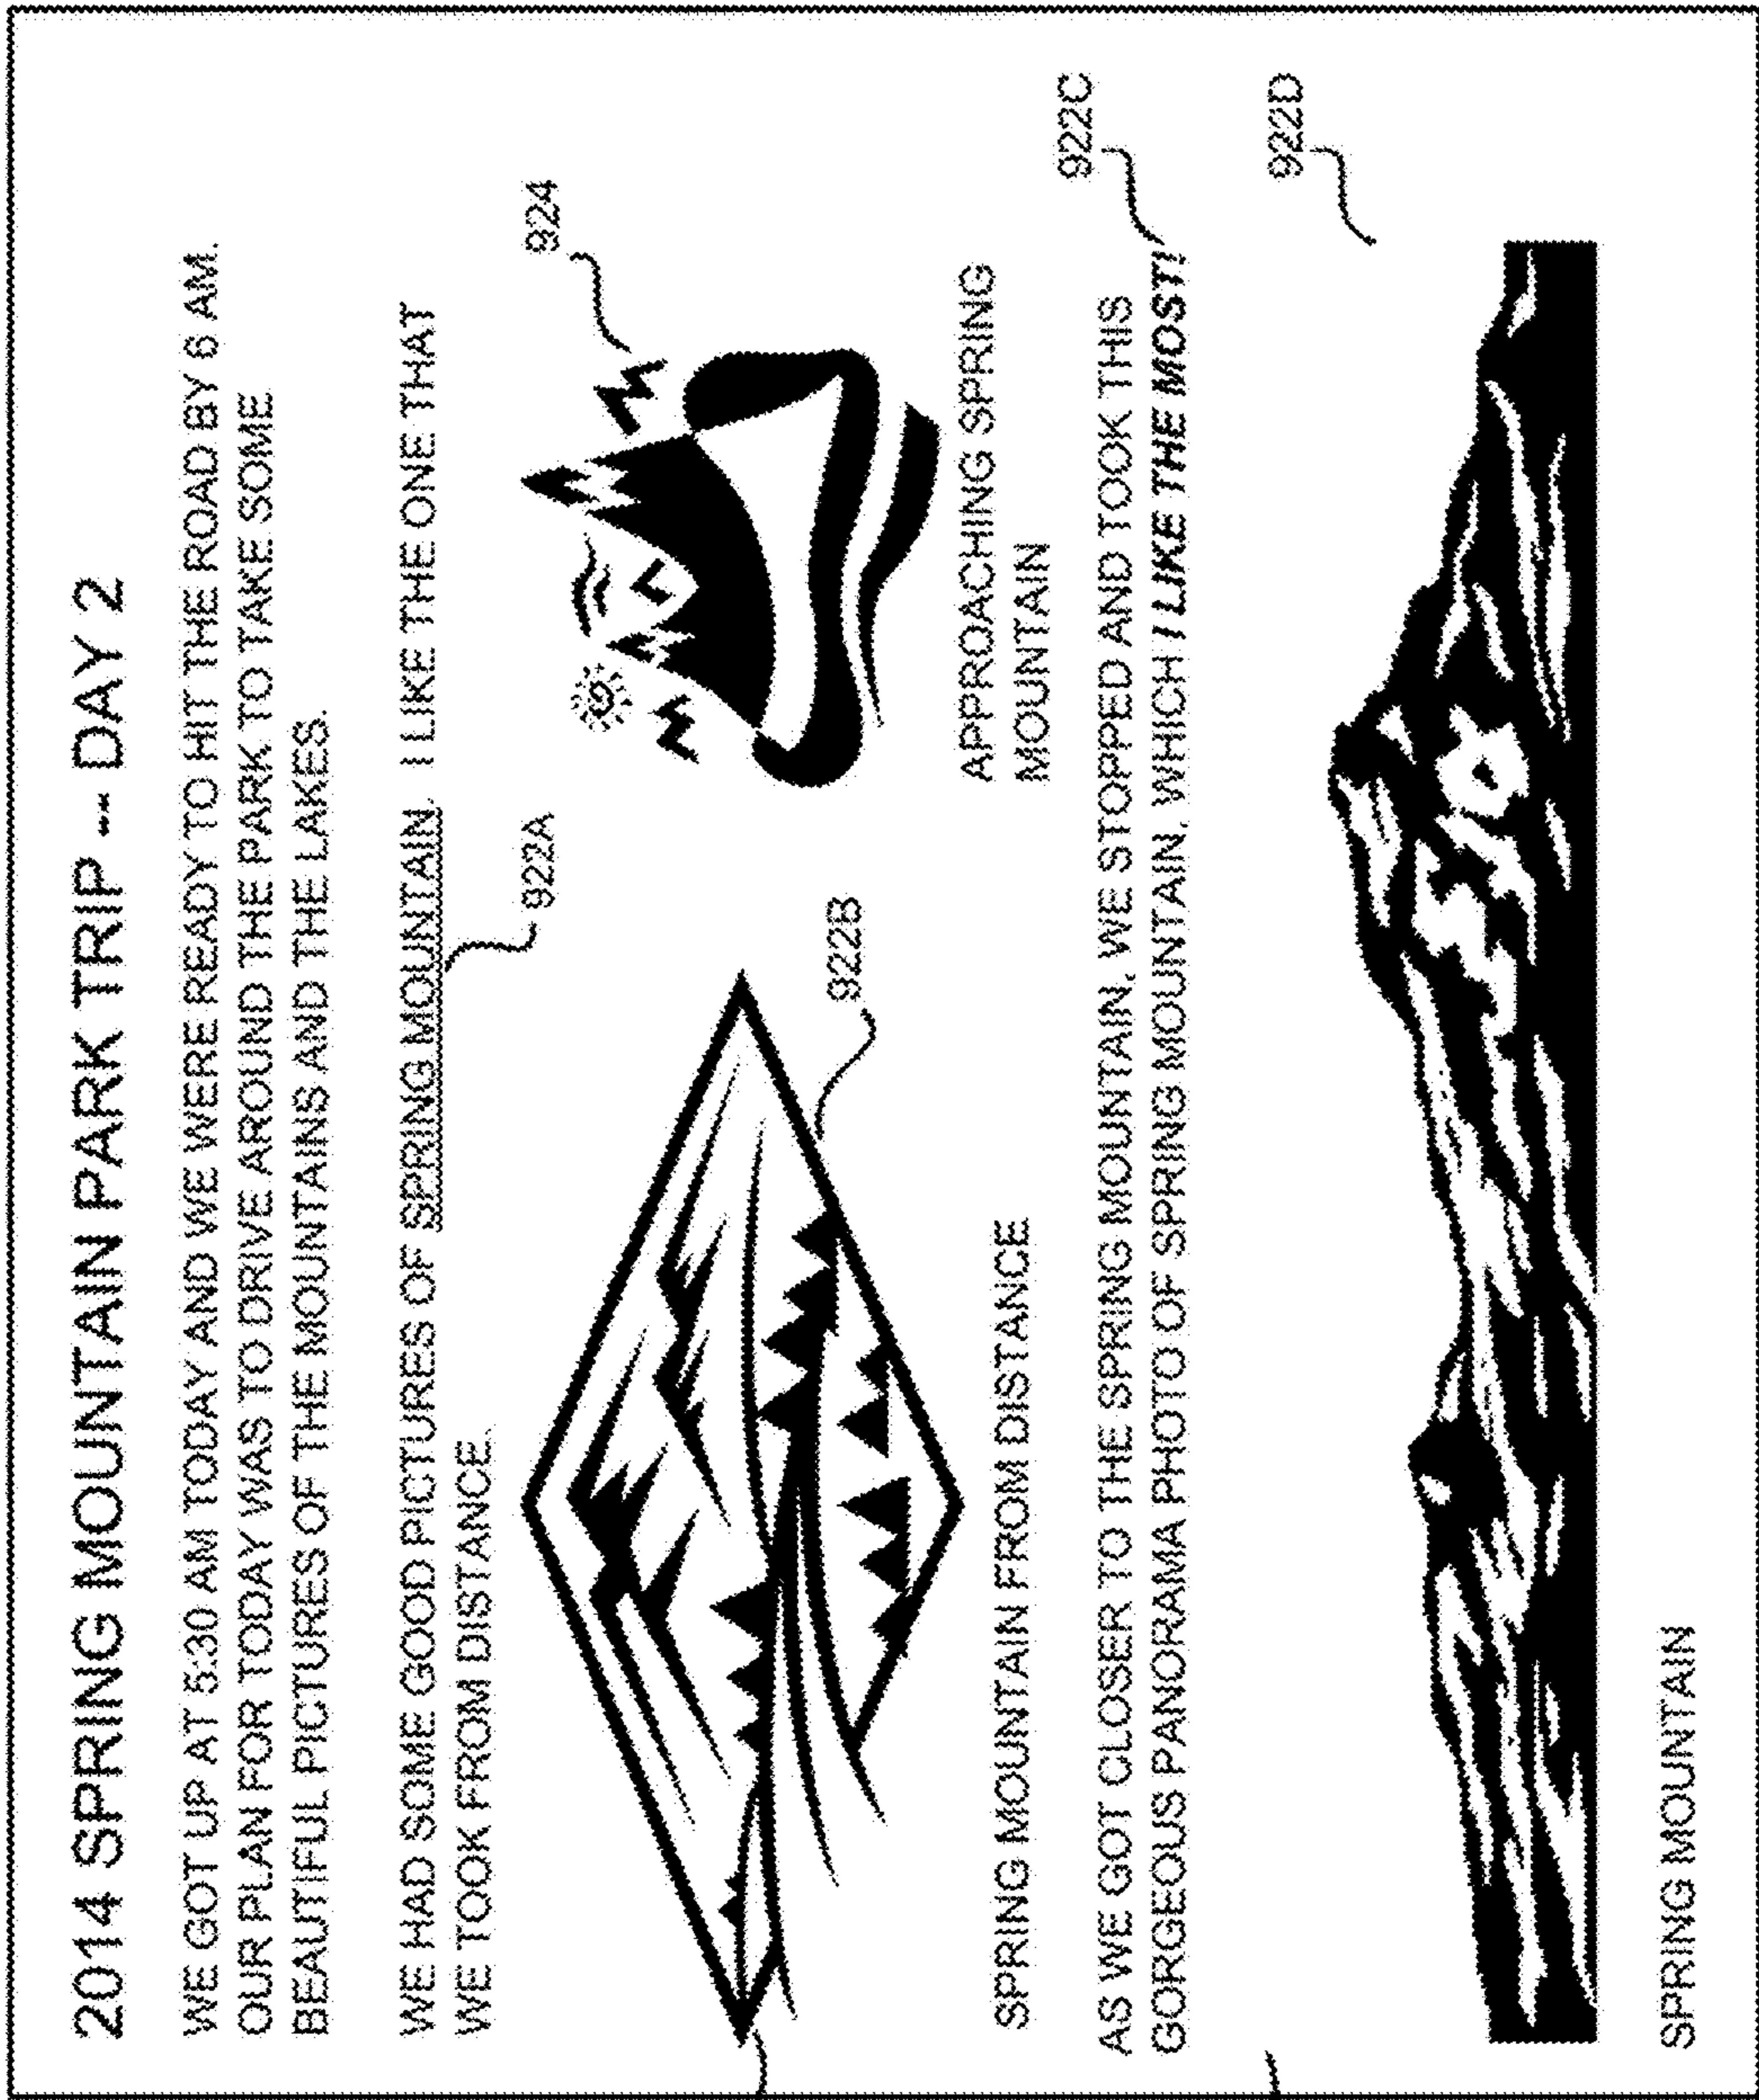 2014 SPRING MOUNTAIN PARK TRIP -- DAY 2
WE GOT UP AT 5:30 AM TODAY AND WE WERE READY TO HIT THE ROAD BY 6 AM.
OUR PLAN FOR TODAY WAS TO DRIVE AROUND THE PARK TO TAKE SOME
BEAUTIFUL PICTURES OF THE MOUNTAINS AND THE LAKES.
WE HAD SOME GOOD PICTURES OF SPRING MOUNTAIN. I LIKE THE ONE THAT
WE TOOK FROM DISTANCE.
922A
924
922B
SPRING MOUNTAIN FROM DISTANCE
APPROACHING SPRING
MOUNTAIN
922C
AS WE GOT CLOSER TO THE SPRING MOUNTAIN, WE STOPPED AND TOOK THIS
GORGEOUS PANORAMA PHOTO OF SPRING MOUNTAIN, WHICH I LIKE THE MOST!
922D
SPRING MOUNTAIN